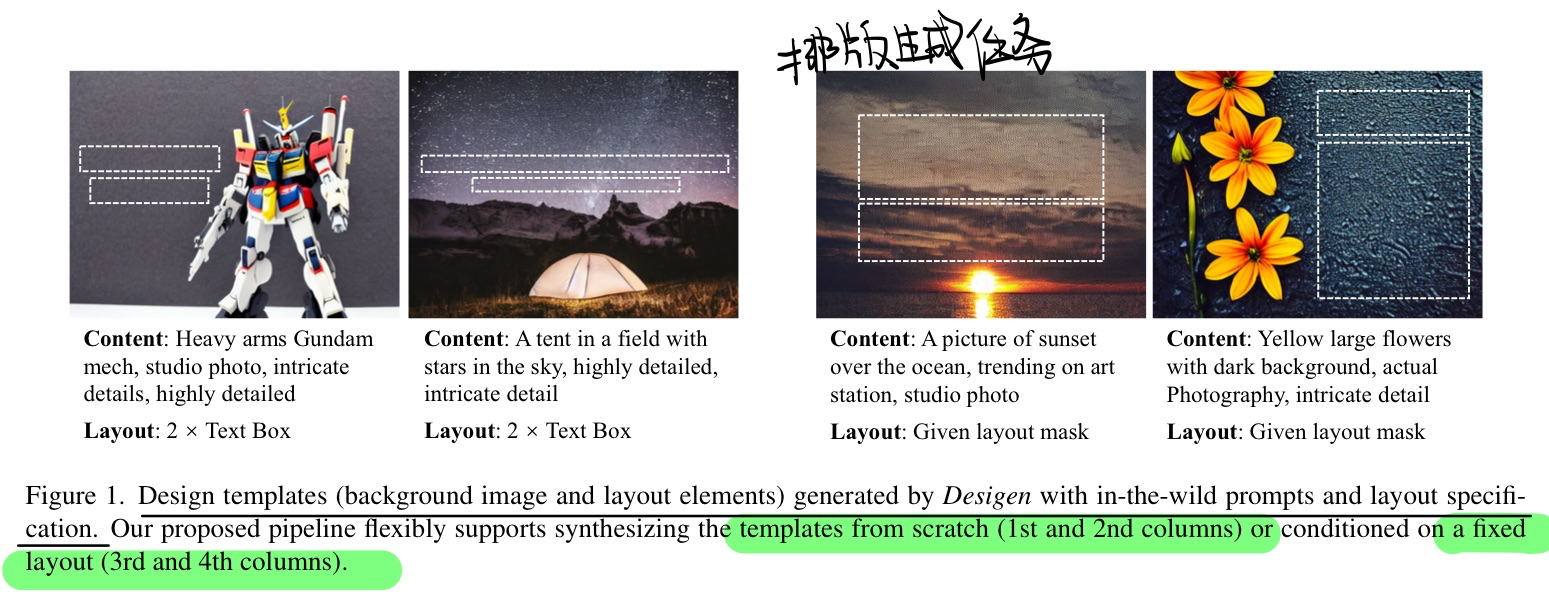 排版生成任务
Content: Heavy arms Gundam
mech, studio photo, intricate
details, highly detailed
Layout: 2 × Text Box
Content: A tent in a field with
stars in the sky, highly detailed,
intricate detail
Layout: 2 × Text Box
Content: A picture of sunset
over the ocean, trending on art
station, studio photo
Layout: Given layout mask
Content: Yellow large flowers
with dark background, actual
Photography, intricate detail
Layout: Given layout mask
Figure 1. Design templates (background image and layout elements) generated by Desigen with in-the-wild prompts and layout specifi-
cation. Our proposed pipeline flexibly supports synthesizing the templates from scratch (1st and 2nd columns) or conditioned on a fixed
layout (3rd and 4th columns).